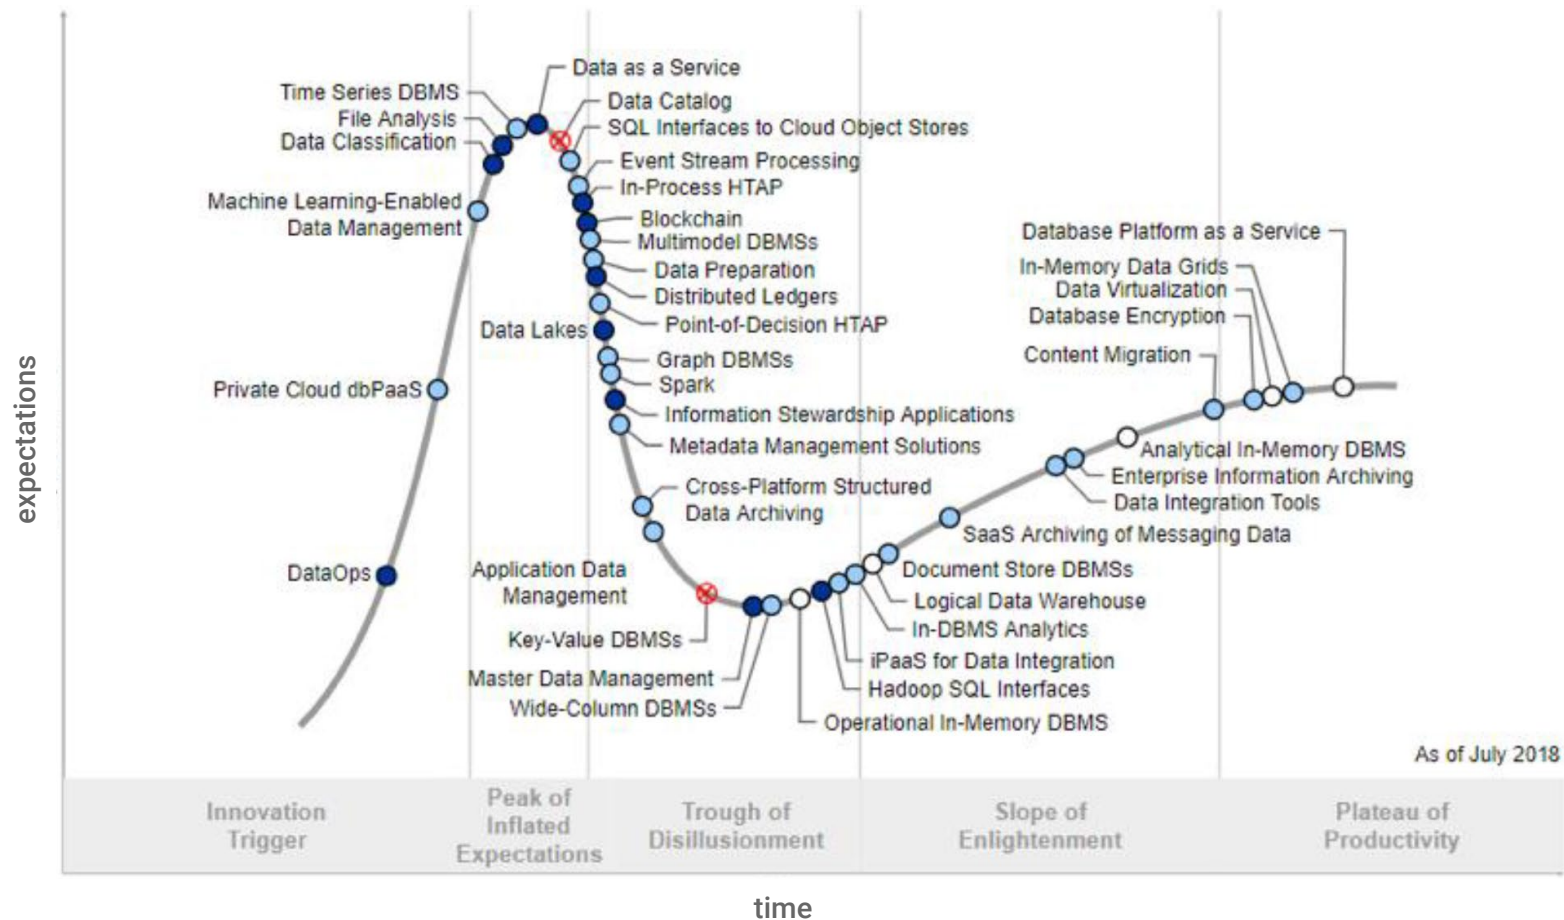 Data as a Service
Time Series DBMS
Data Catalog
File Analysis
SQL Interfaces to Cloud Object Stores
Data Classification
Event Stream Processing
In-Process HTAP
Machine Learning-Enabled
Data Management
Blockchain
Multimodel DBMSs
Data Preparation
Distributed Ledgers
Point-of-Decision HTAP
Data Lakes
Graph DBMSs
Spark
Private Cloud dbPaaS
Information Stewardship Applications
Metadata Management Solutions
Cross-Platform Structured
Data Archiving
DataOps
Application Data
Management
Key-Value DBMSs
Master Data Management
Wide-Column DBMSs
Database Platform as a Service
In-Memory Data Grids
Data Virtualization
Database Encryption
Content Migration
Analytical In-Memory DBMS
Enterprise Information Archiving
Data Integration Tools
SaaS Archiving of Messaging Data
Document Store DBMSs
Logical Data Warehouse
In-DBMS Analytics
iPaaS for Data Integration
Hadoop SQL Interfaces
Operational In-Memory DBMS
As of July 2018
expectations
Innovation
Trigger
Peak of
Inflated
Expectations
Trough of
Disillusionment
Slope of
Enlightenment
Plateau of
Productivity
time